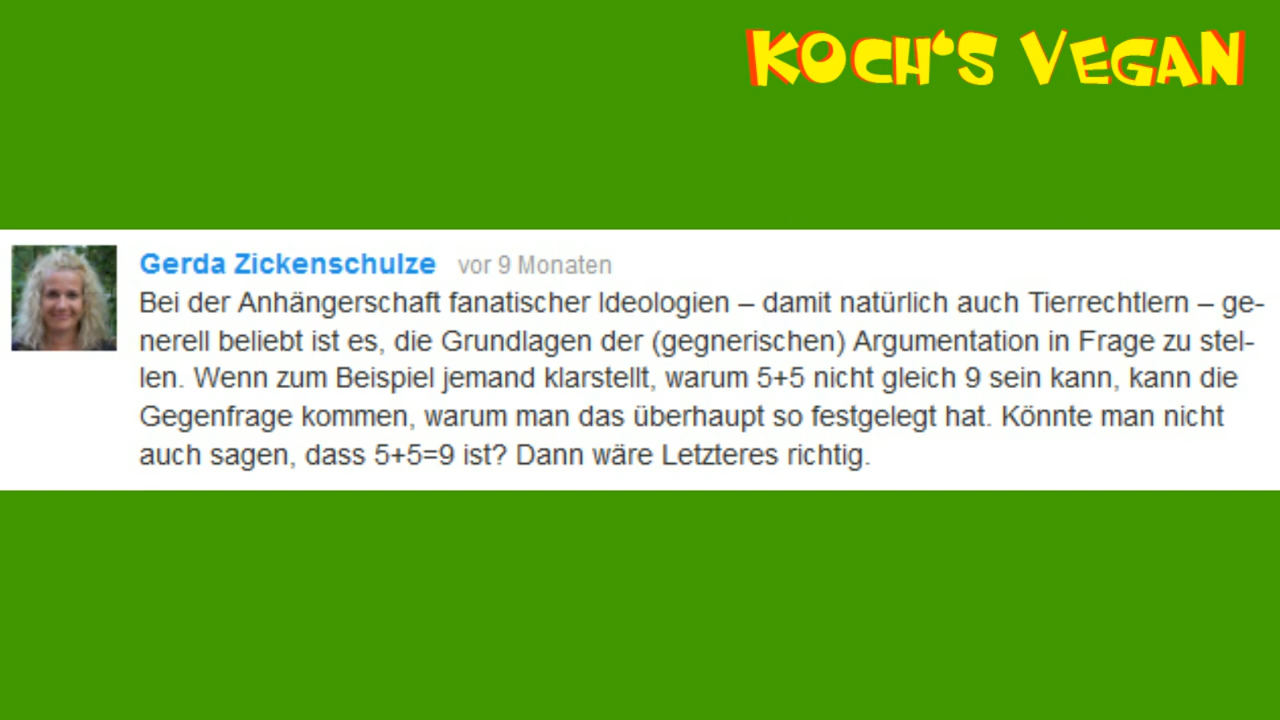 KOCH'S VEGAN
Gerda Zickenschulze vor 9 Monaten
Bei der Anhängerschaft fanatischer Ideologien – damit natürlich auch Tierrechtlern – ge-
nerell beliebt ist es, die Grundlagen der (gegnerischen) Argumentation in Frage zu stel-
len. Wenn zum Beispiel jemand klarstellt, warum 5+5 nicht gleich 9 sein kann, kann die
Gegenfrage kommen, warum man das überhaupt so festgelegt hat. Könnte man nicht
auch sagen, dass 5+5=9 ist? Dann wäre Letzteres richtig.